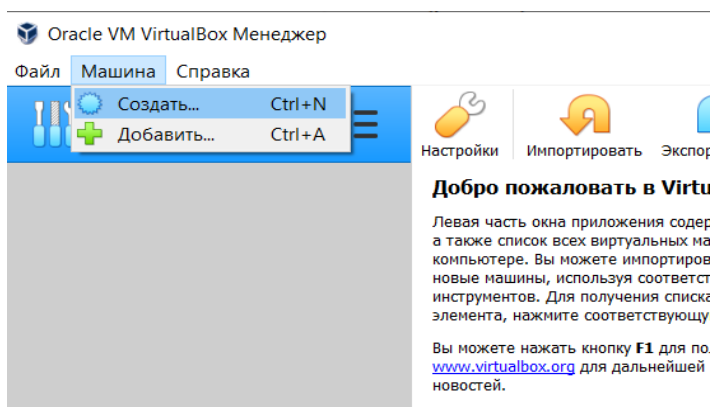 Oracle VM VirtualBox Менеджер
Файл Машина Справка
Создать... Ctrl+N
Добавить... Ctrl+A
Настройки Импортировать
Добро пожаловать в
Левая часть окна приложения
а также список всех виртуальных
компьютере. Вы можете
новые машины, используя
инструментов. Для получения
элемента, нажмите
Вы можете нажать кнопку F1 для
www.virtualbox.org для дальнейшей
новостей.